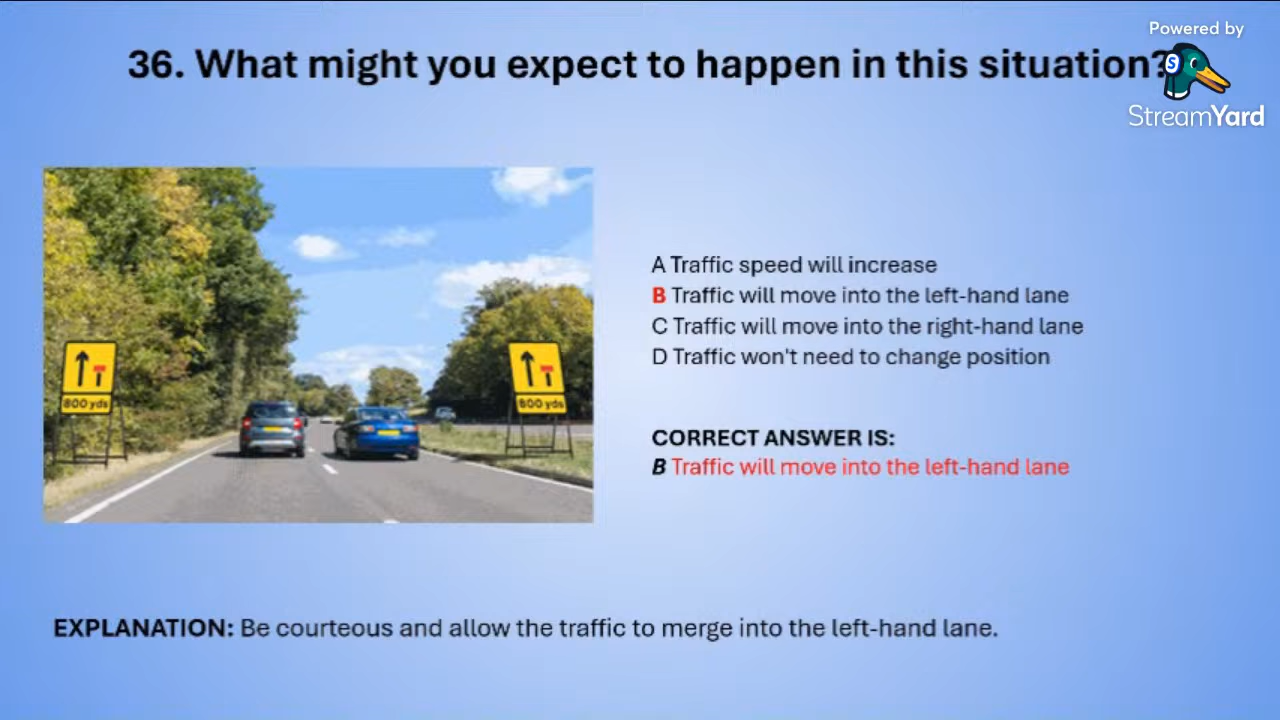 Powered by
36. What might you expect to happen in this situation?
StreamYard
A Traffic speed will increase
B Traffic will move into the left-hand lane
C Traffic will move into the right-hand lane
D Traffic won't need to change position
800 yds
800 yds
CORRECT ANSWER IS:
B Traffic will move into the left-hand lane
EXPLANATION: Be courteous and allow the traffic to merge into the left-hand lane.